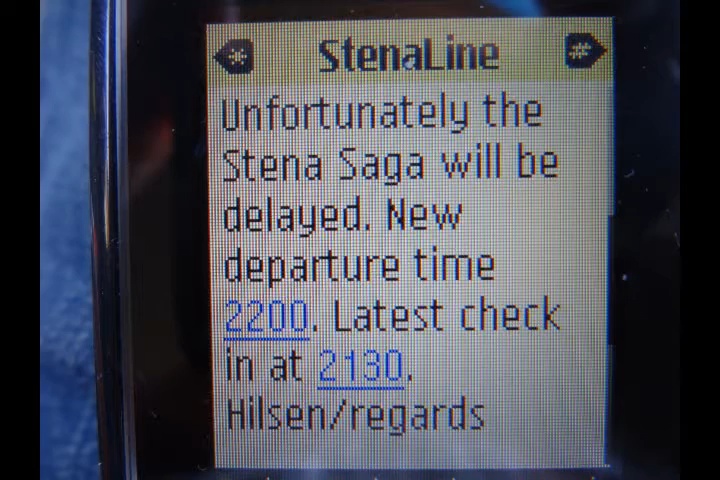 StenaLine
Unfortunately the
Stena Saga will be
delayed. New
departure time
2200. Latest check
in at 2130.
Hilsen/regards